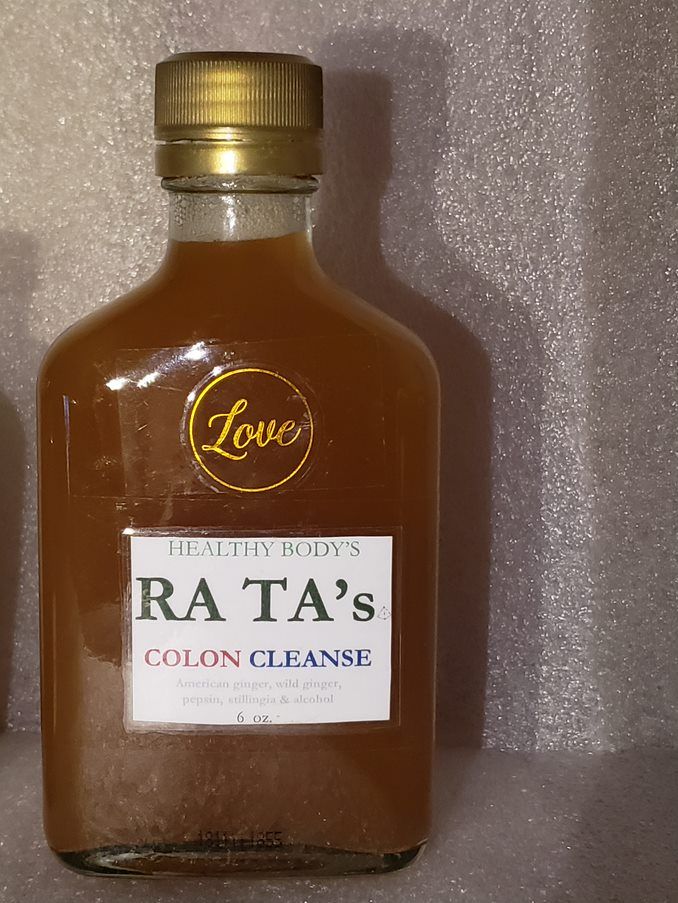 Love
HEALTHY BODY'S
RA TA's
COLON CLEANSE
American ginger, wild ginger,
pepsin, stillingia & alcohol
6 oz.